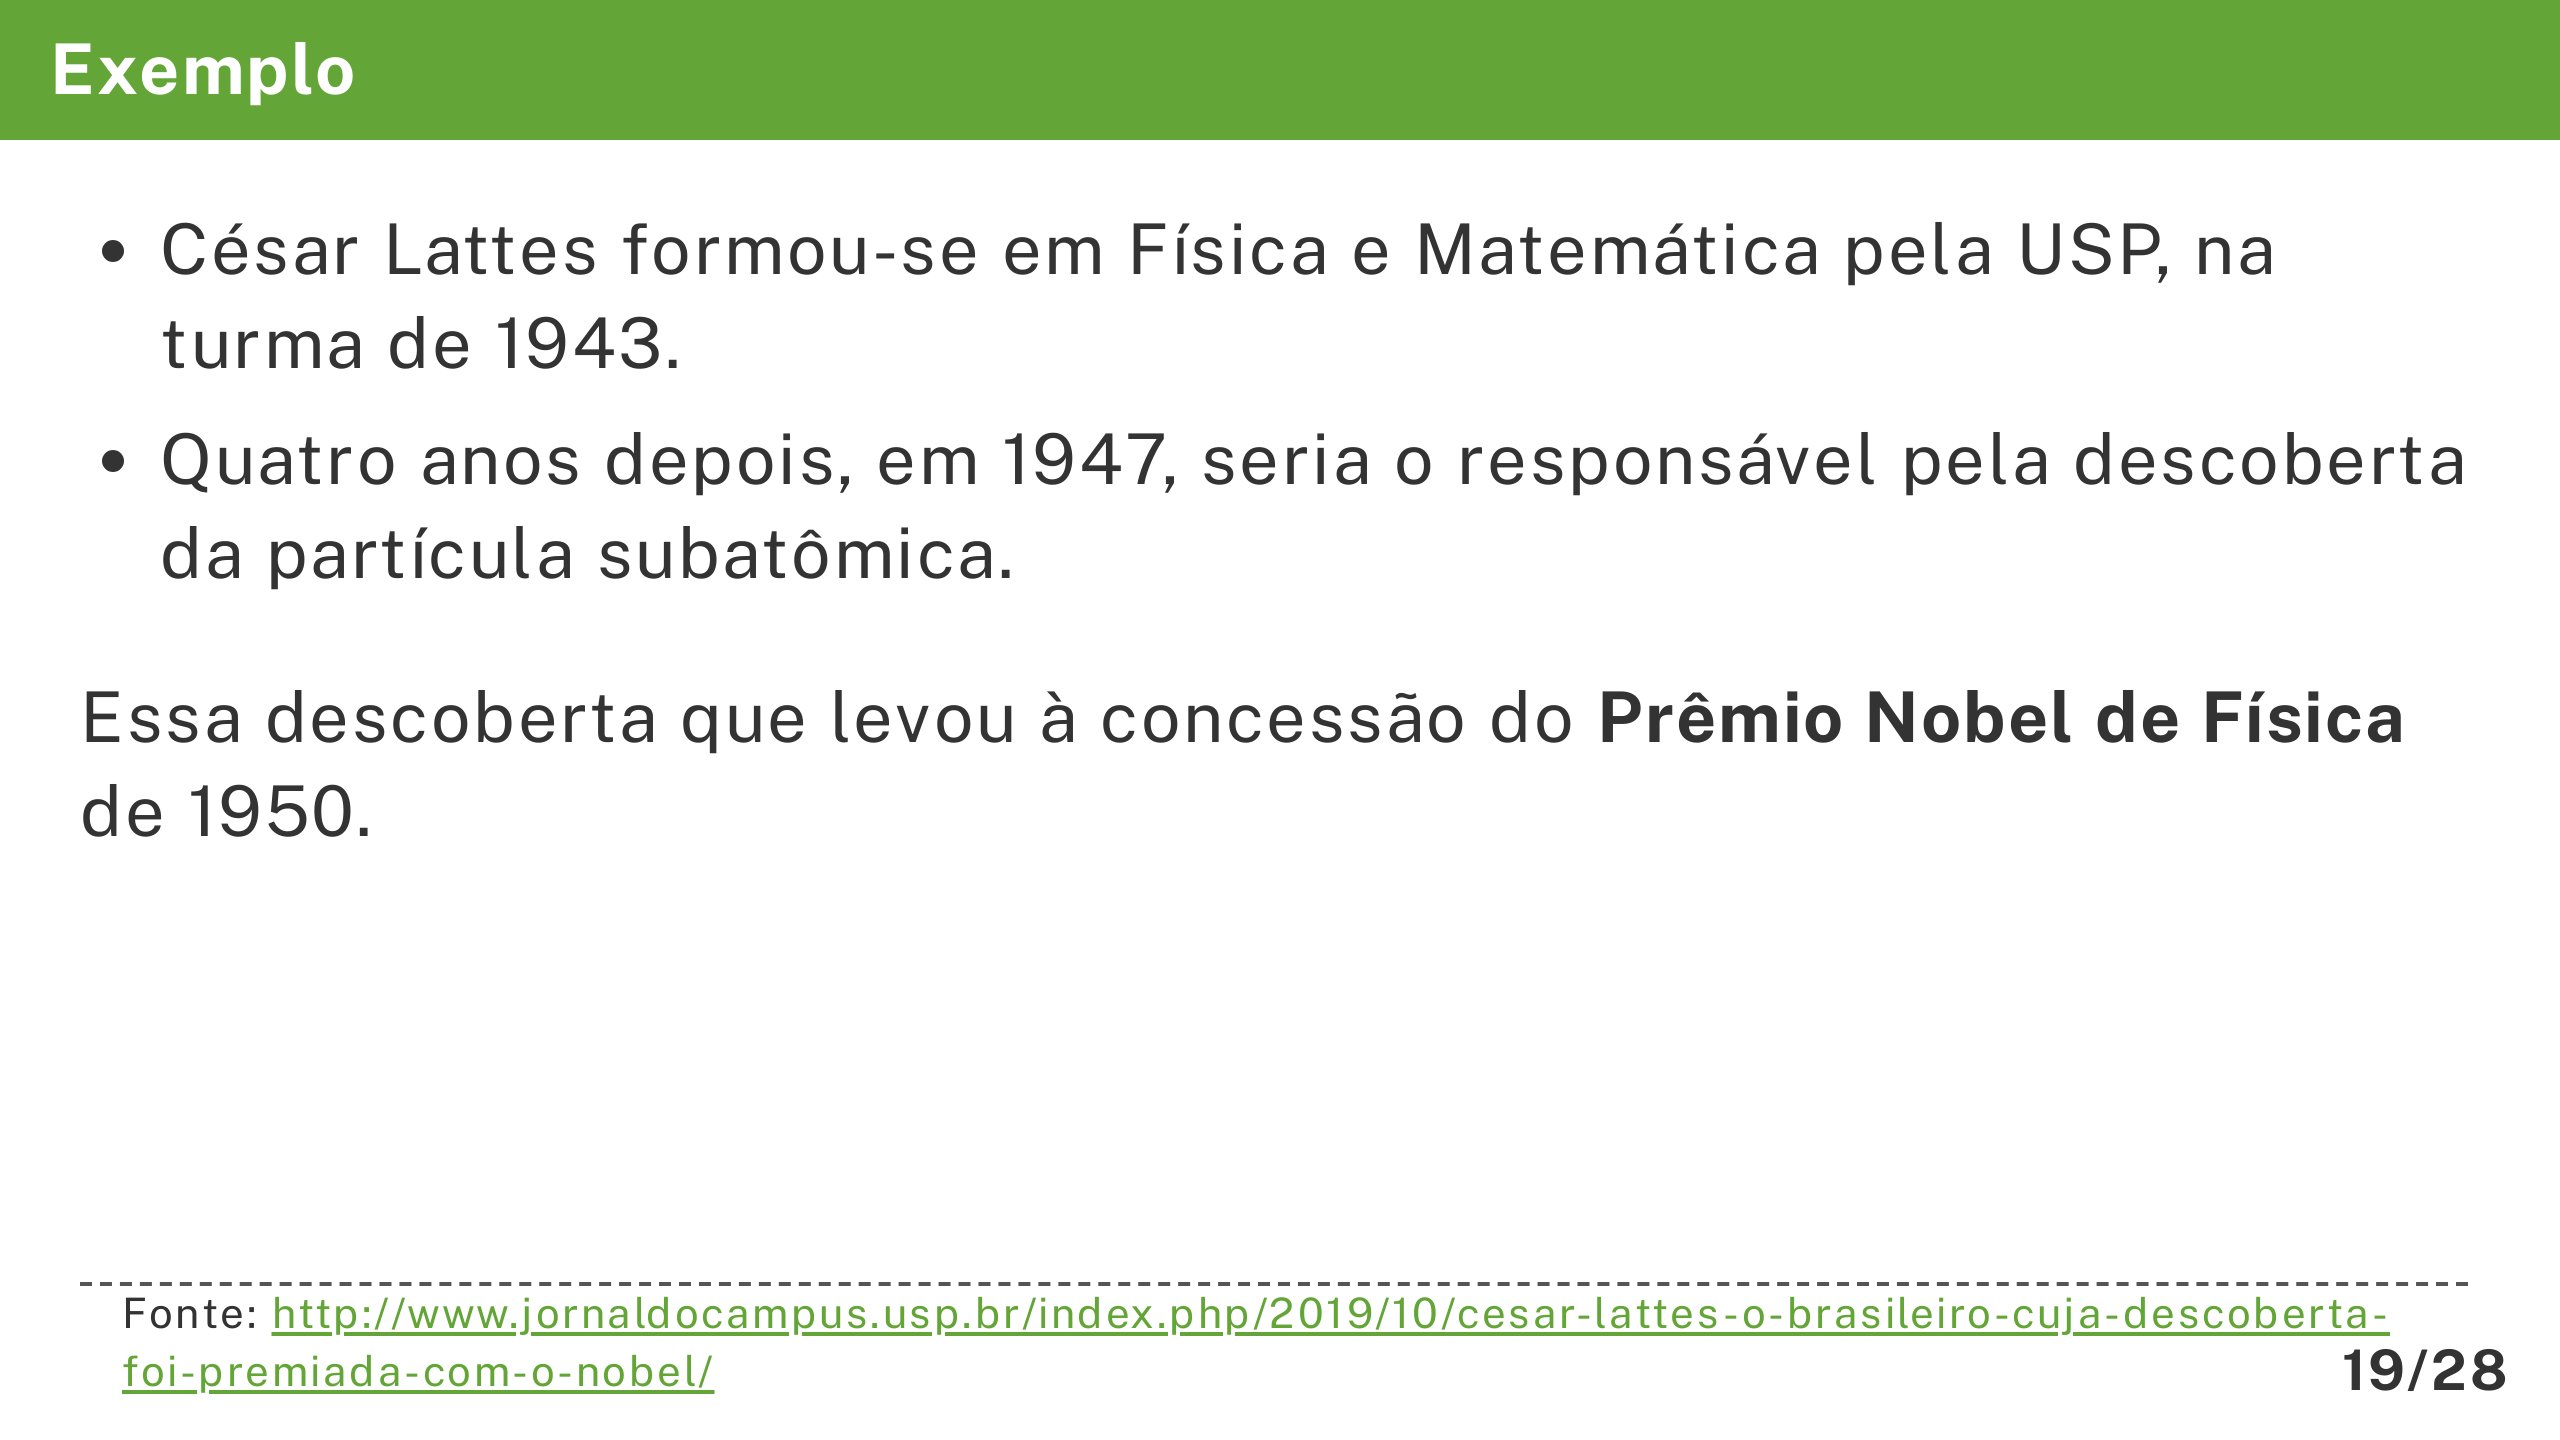 Exemplo
• César Lattes formou-se em Física e Matemática pela USP, na
turma de 1943.
• Quatro anos depois, em 1947, seria o responsável pela descoberta
da partícula subatômica.
Essa descoberta que levou à concessão do Prêmio Nobel de Física
de 1950.
Fonte: http://www.jornaldocampus.usp.br/index.php/2019/10/cesar-lattes-o-brasileiro-cuja-descoberta-
foi-premiada-com-o-nobel/
19/28